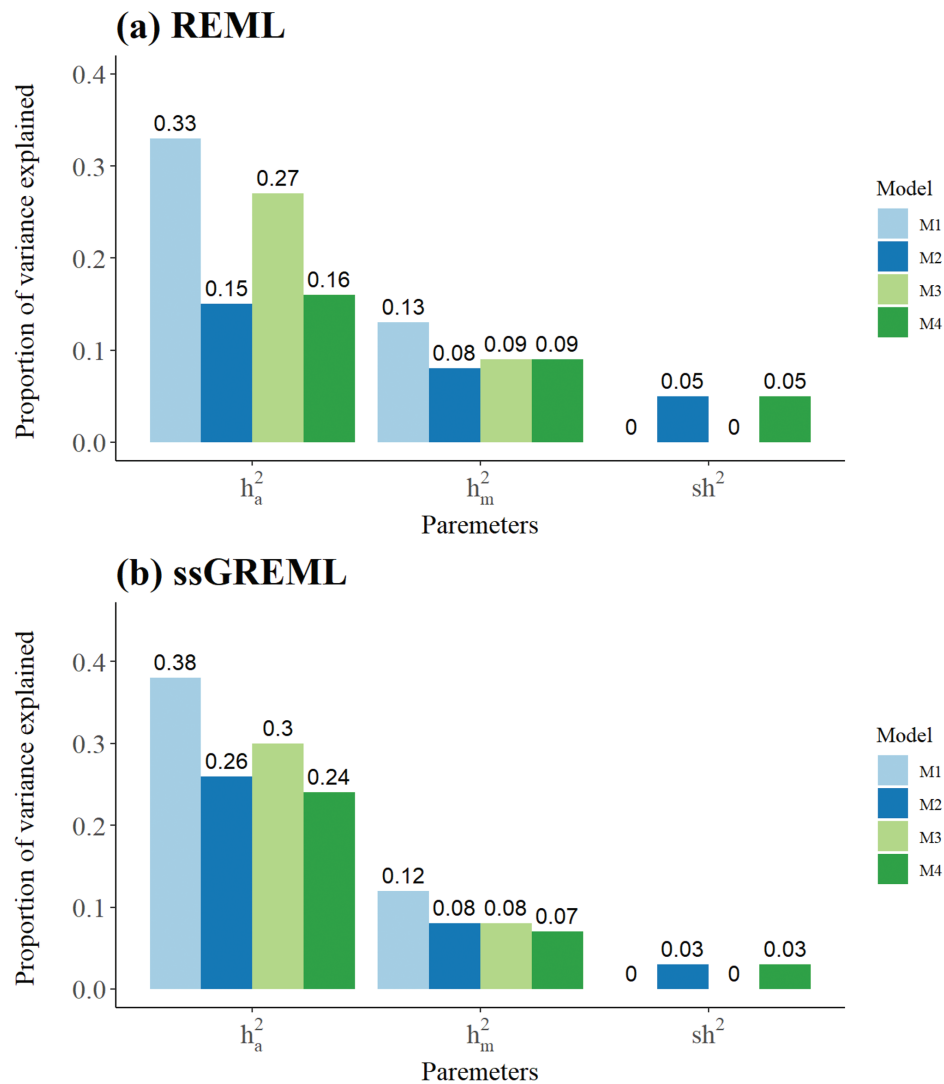 (a) REML
Proportion of variance explained
0.4
0.3
0.2
0.1
0.0
0.33
0.15
0.27
0.16
0.13
0.08
0.09
0.09
0
0.05
0
0.05
h²ₐ
h²ₘ
sh²
Paremeters
Model
M1
M2
M3
M4
(b) ssGREML
Proportion of variance explained
0.4
0.3
0.2
0.1
0.0
0.38
0.26
0.3
0.24
0.12
0.08
0.08
0.07
0
0.03
0
0.03
h²ₐ
h²ₘ
sh²
Paremeters
Model
M1
M2
M3
M4